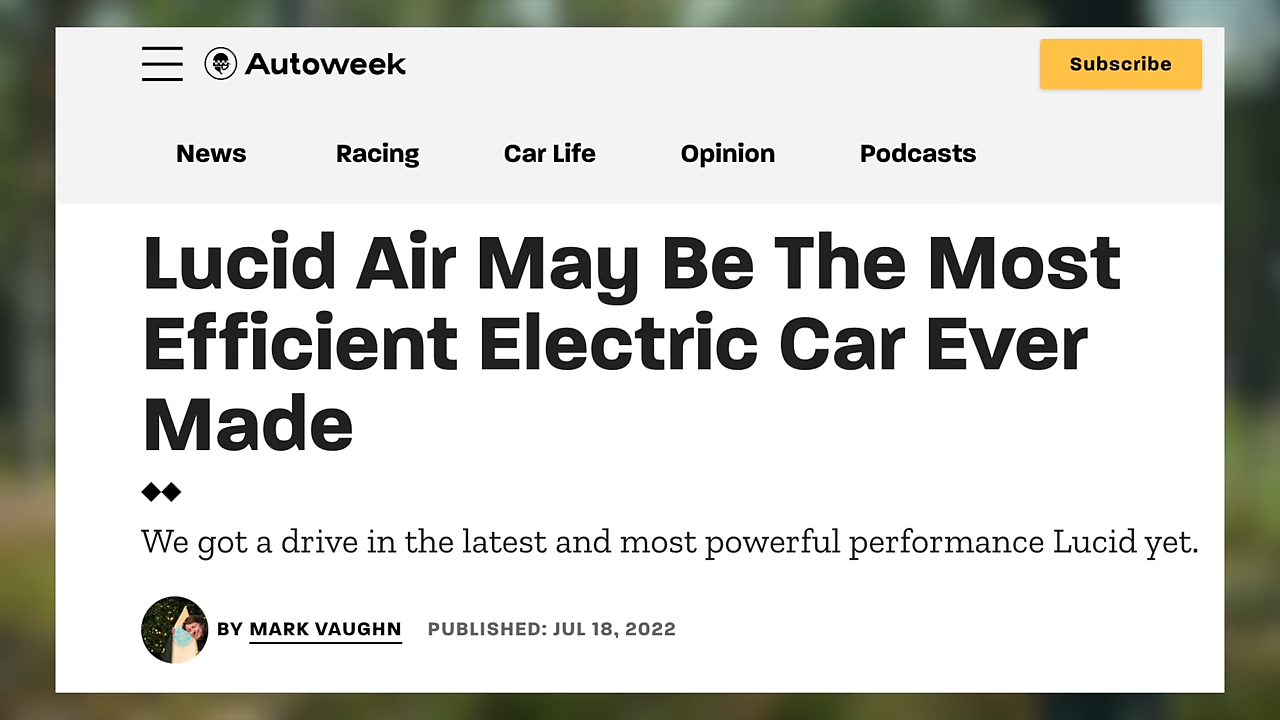 Autoweek
Subscribe
News Racing Car Life Opinion Podcasts
Lucid Air May Be The Most
Efficient Electric Car Ever
Made
We got a drive in the latest and most powerful performance Lucid yet.
BY MARK VAUGHN PUBLISHED: JUL 18, 2022